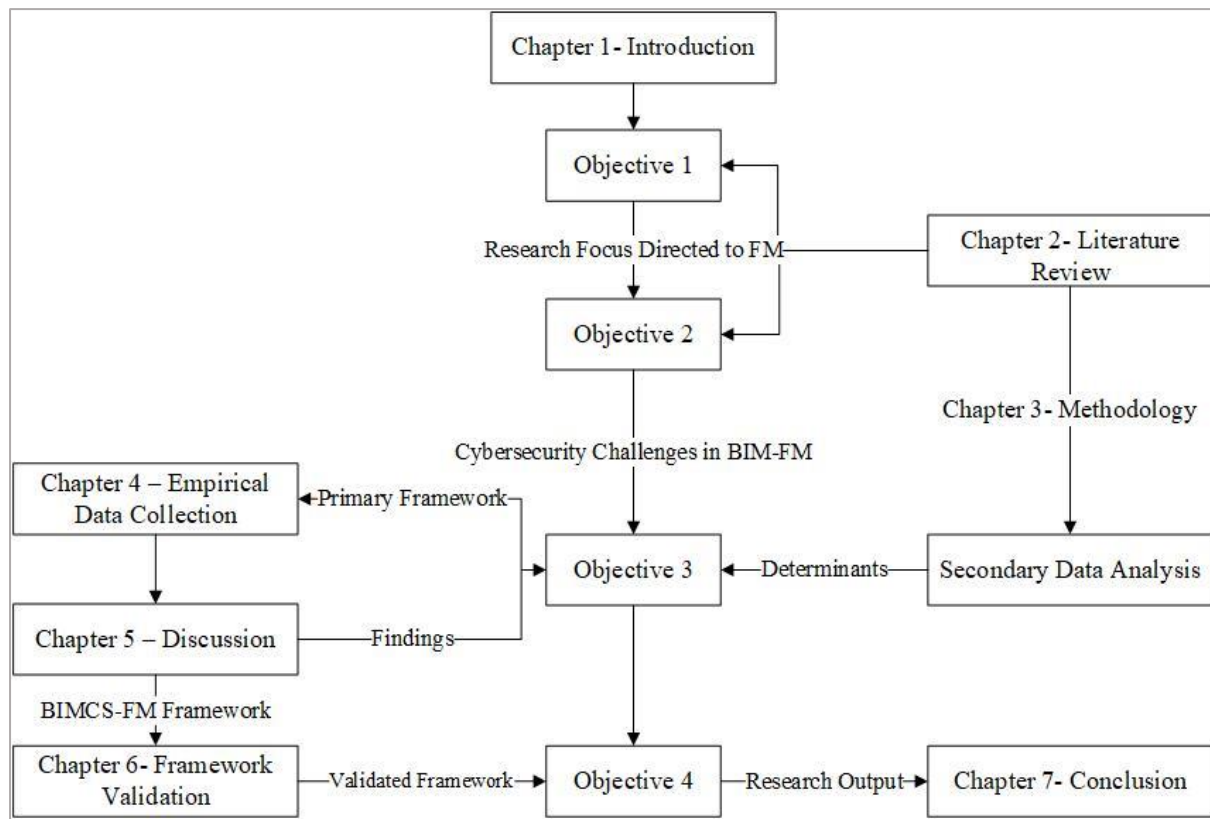 Chapter 1- Introduction
Objective 1
Research Focus Directed to FM
Chapter 2- Literature
Review
Objective 2
Chapter 3- Methodology
Cybersecurity Challenges in BIM-FM
Chapter 4 – Empirical
Data Collection
Primary Framework
Objective 3
Determinants
Secondary Data Analysis
Chapter 5 – Discussion
Findings
BIMCS-FM Framework
Chapter 6- Framework
Validation
Validated Framework
Objective 4
Research Output
Chapter 7- Conclusion